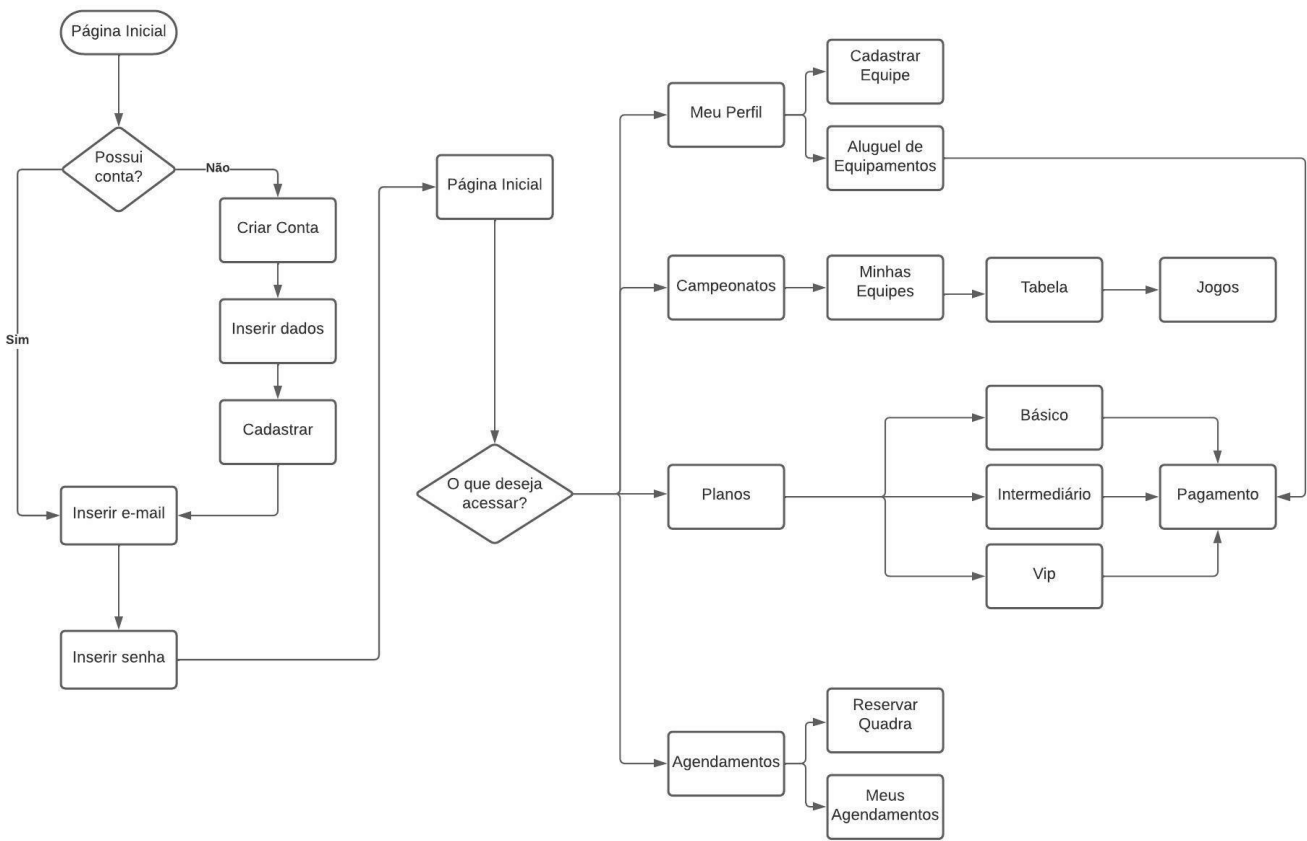 Página Inicial
Possui
conta?
Não
Sim
Criar Conta
Inserir dados
Cadastrar
Inserir e-mail
Inserir senha
Página Inicial
O que deseja
acessar?
Meu Perfil
Cadastrar
Equipe
Aluguel de
Equipamentos
Campeonatos
Minhas
Equipes
Tabela
Jogos
Planos
Básico
Intermediário
Vip
Pagamento
Agendamentos
Reservar
Quadra
Meus
Agendamentos